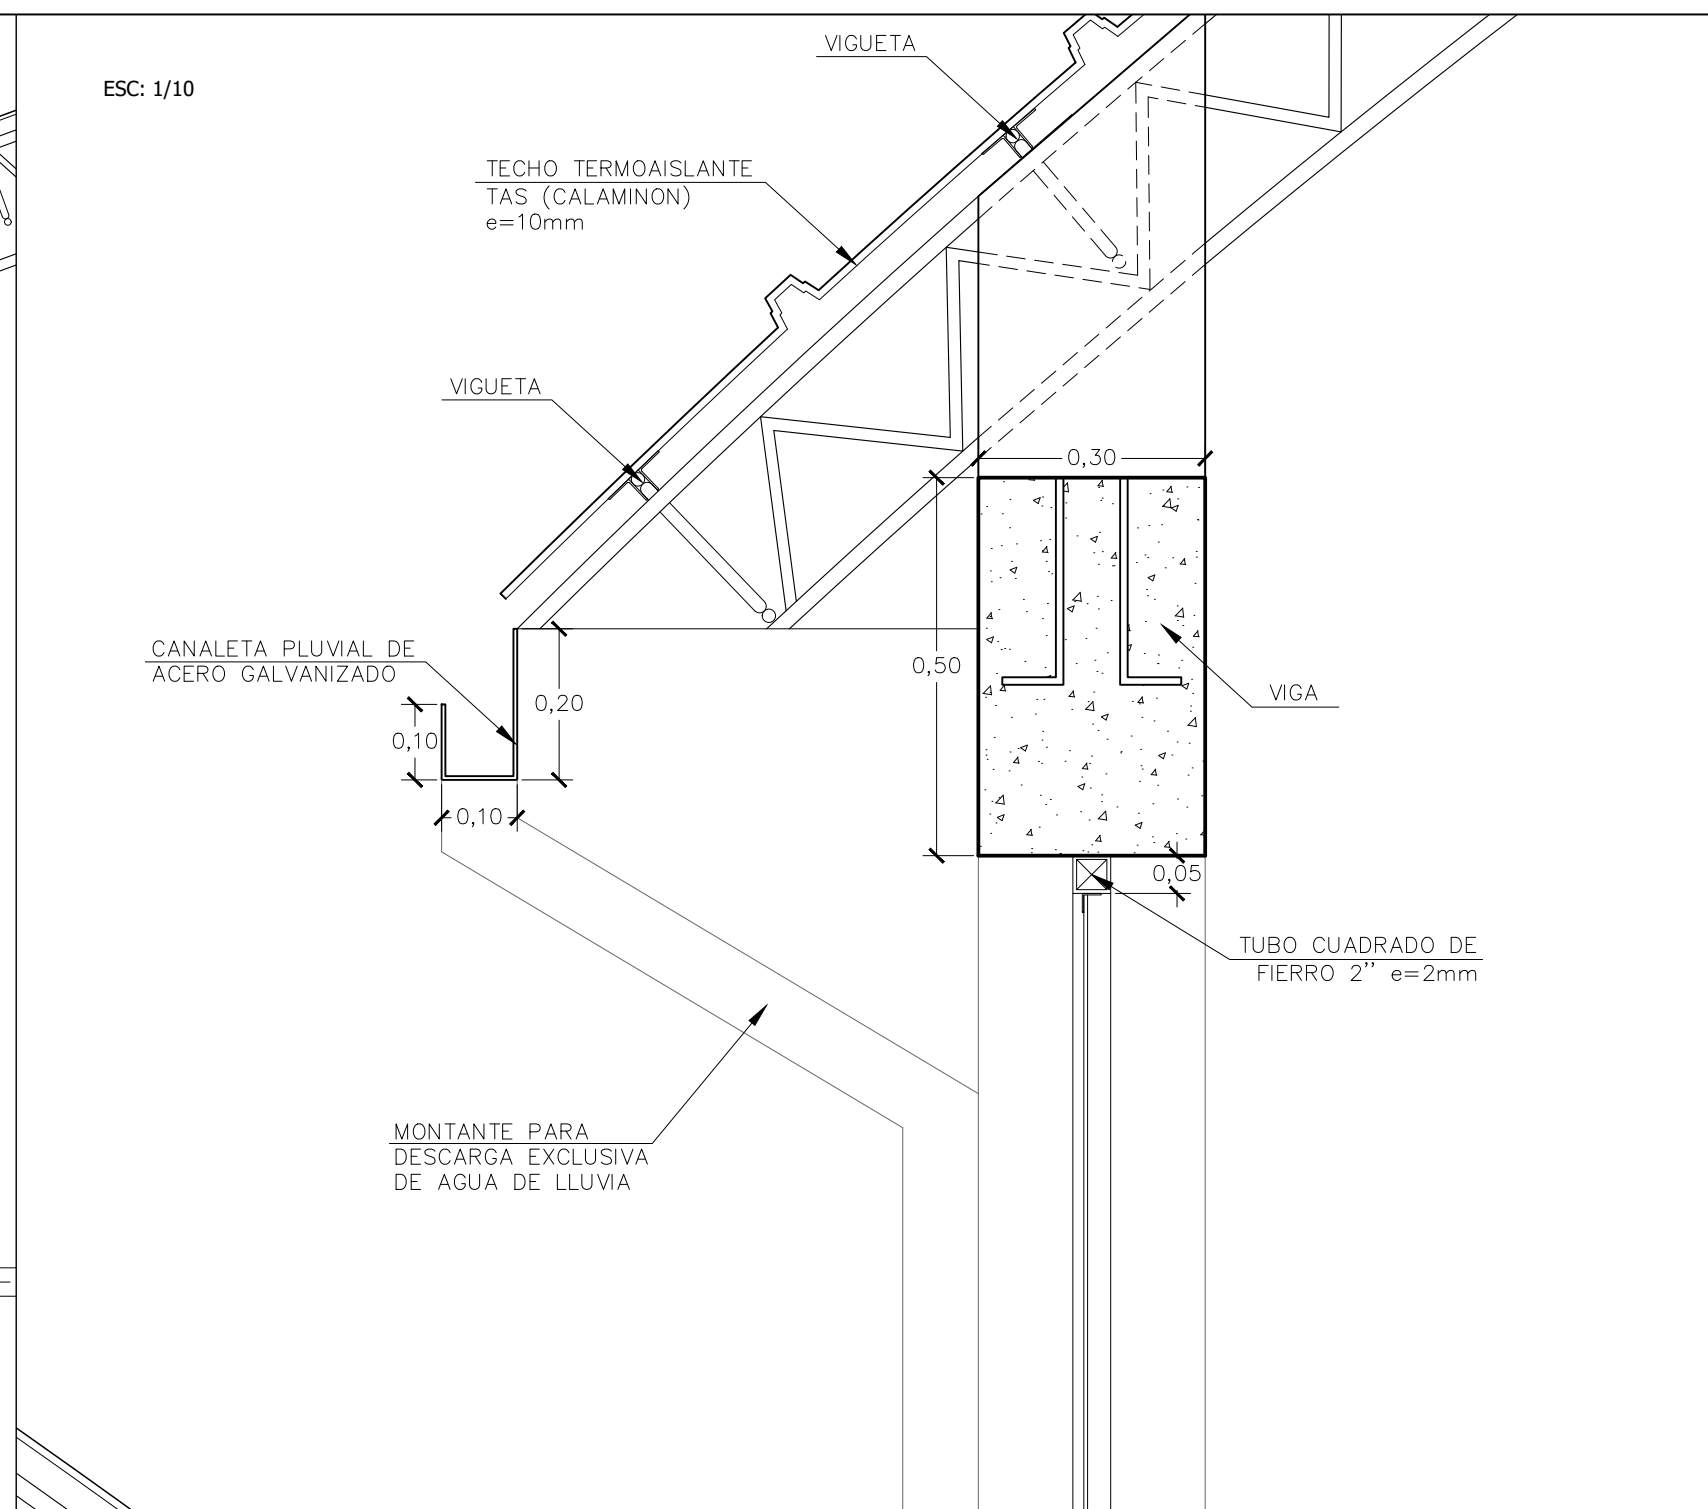 VIGUETA
ESC: 1/10
TECHO TERMOAISLANTE
TAS (CALAMINON)
e=10mm
VIGUETA
0,30
CANALETA PLUVIAL DE
ACERO GALVANIZADO
0,50
VIGA
0,20
0,10
0,10
0,05
TUBO CUADRADO DE
FIERRO 2'' e=2mm
MONTANTE PARA
DESCARGA EXCLUSIVA
DE AGUA DE LLUVIA